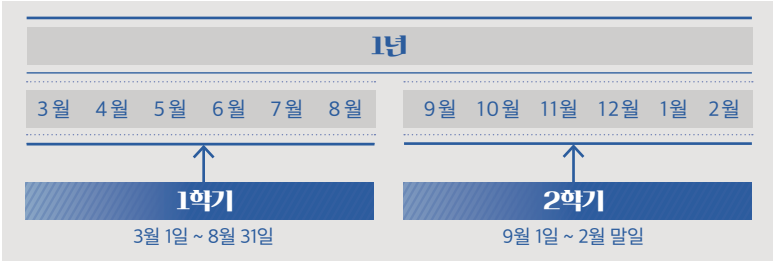 1년
3월 4월 5월 6월 7월 8월 9월 10월 11월 12월 1월 2월
1학기 2학기
3월 1일 ~ 8월 31일 9월 1일 ~ 2월 말일